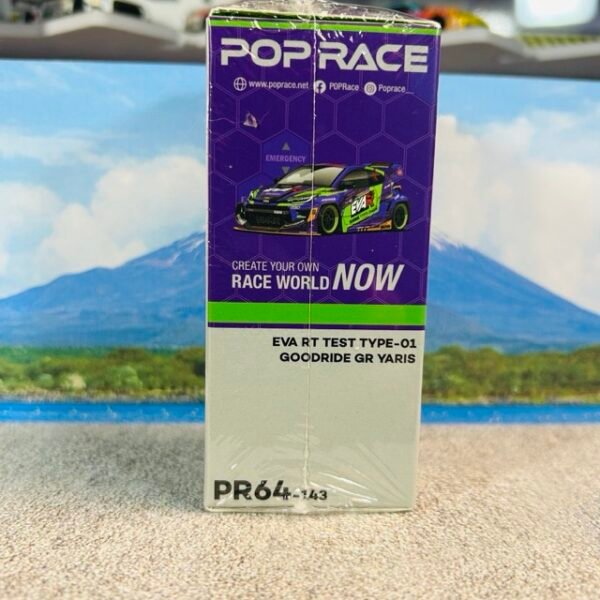 POP RACE
www.poprace.net POPRace Poprace
EMERGENCY
EVA
CREATE YOUR OWN
RACE WORLD NOW
EVA RT TEST TYPE-01
GOODRIDE GR YARIS
PR64-143